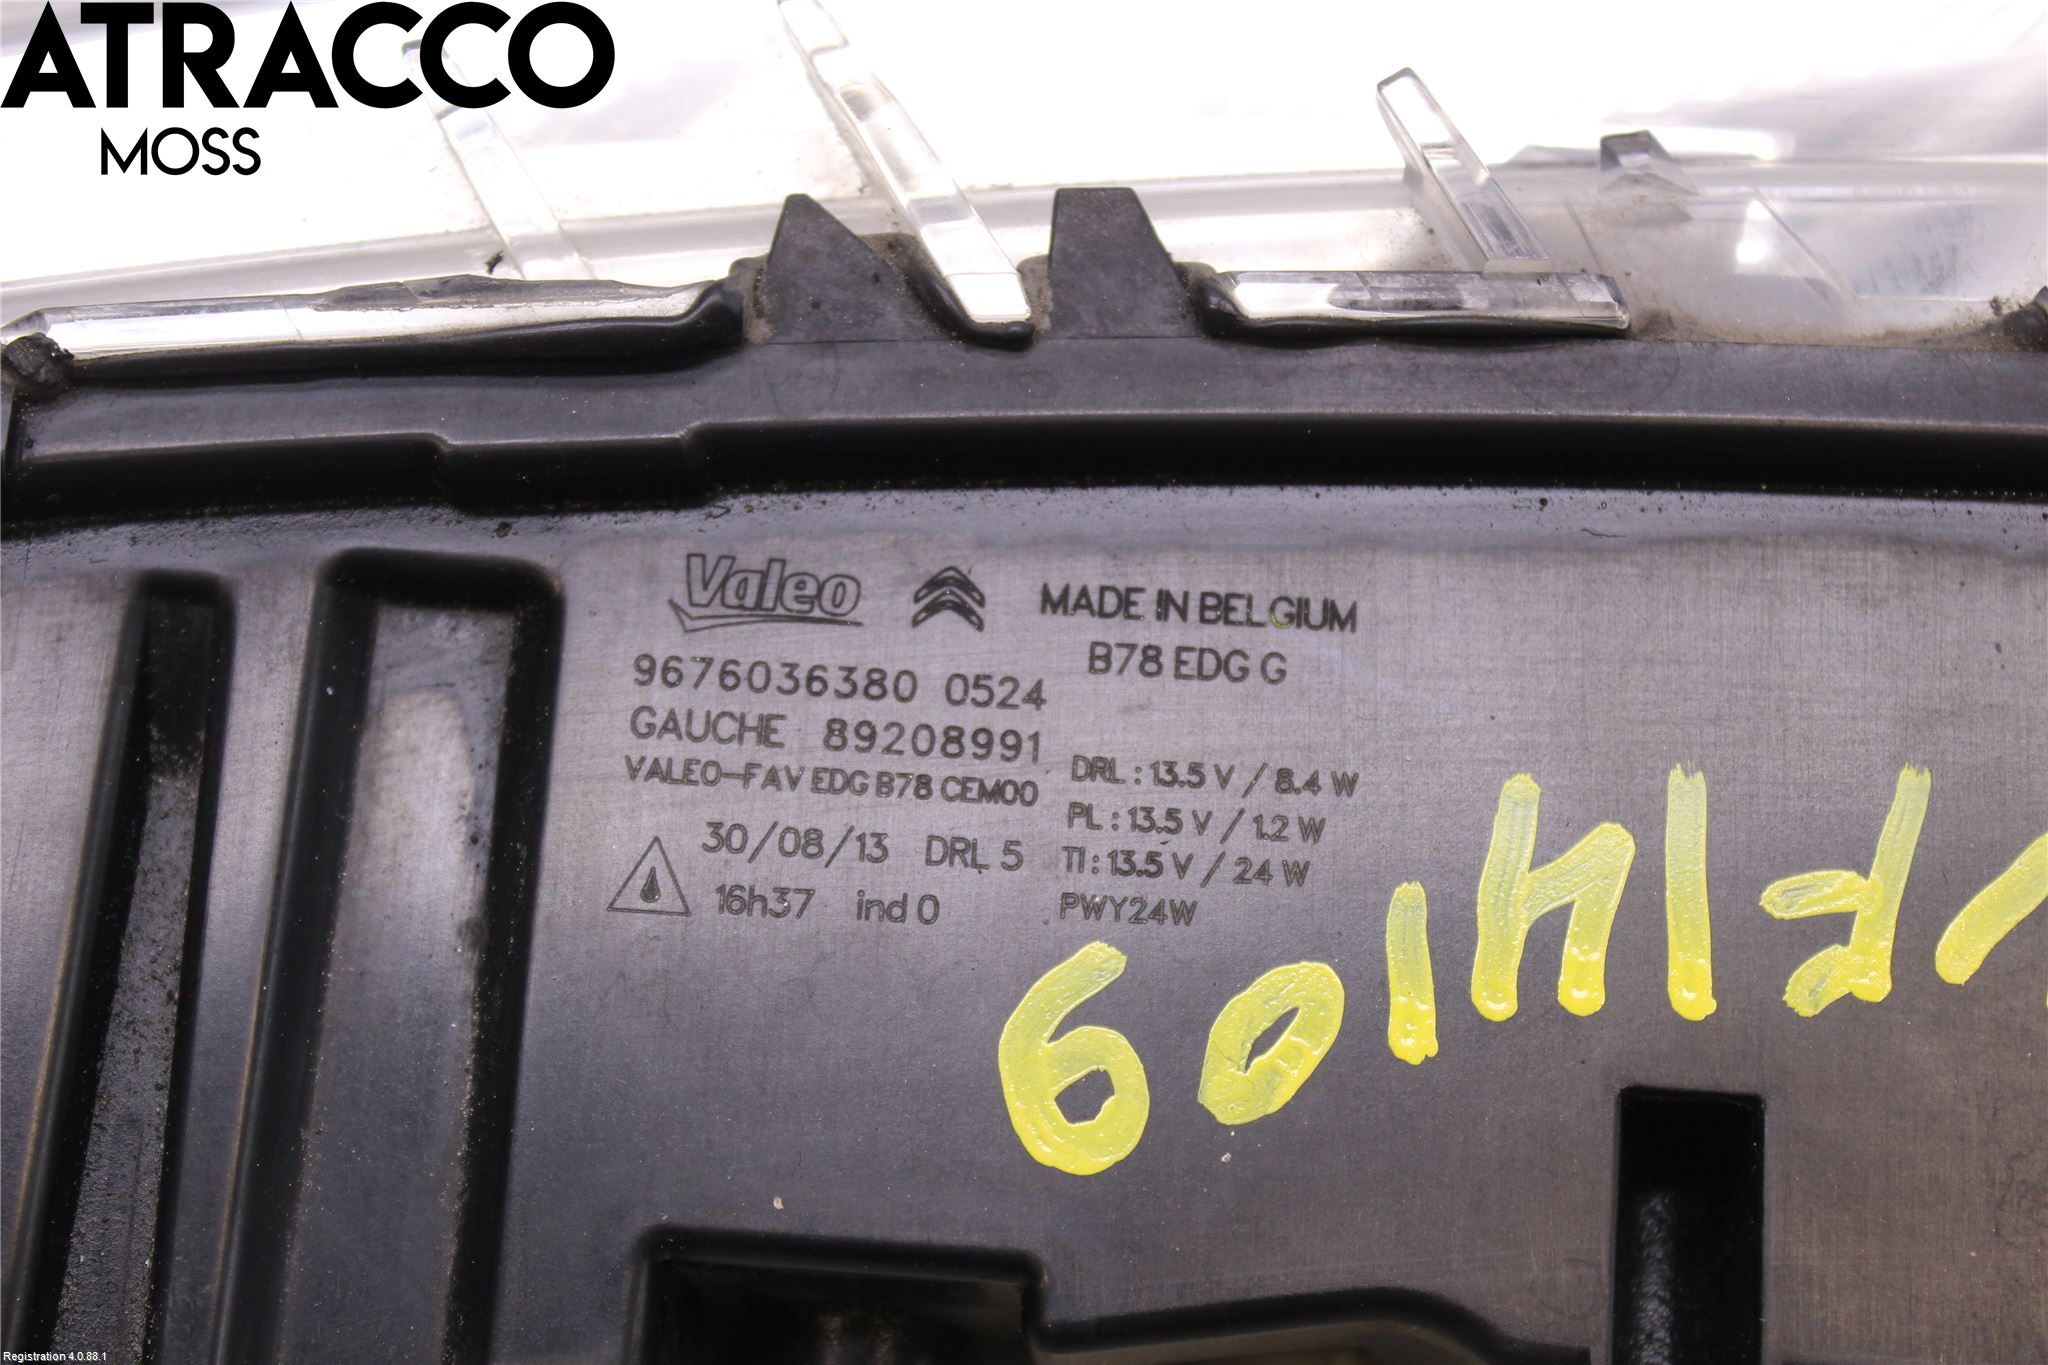 ATRACCO
MOSS
Valeo
MADE IN BELGIUM
B78 EDG G
9676036380 0524
GAUCHE 89208991
VALEO-FAV EDG B78 CEM00
30/08/13 DRL 5
16h37 ind 0
DRL : 13.5 V / 8.4 W
PL : 13.5 V / 1.2 W
TI : 13.5 V / 24 W
PWY24W
Registration 4.0.88.1